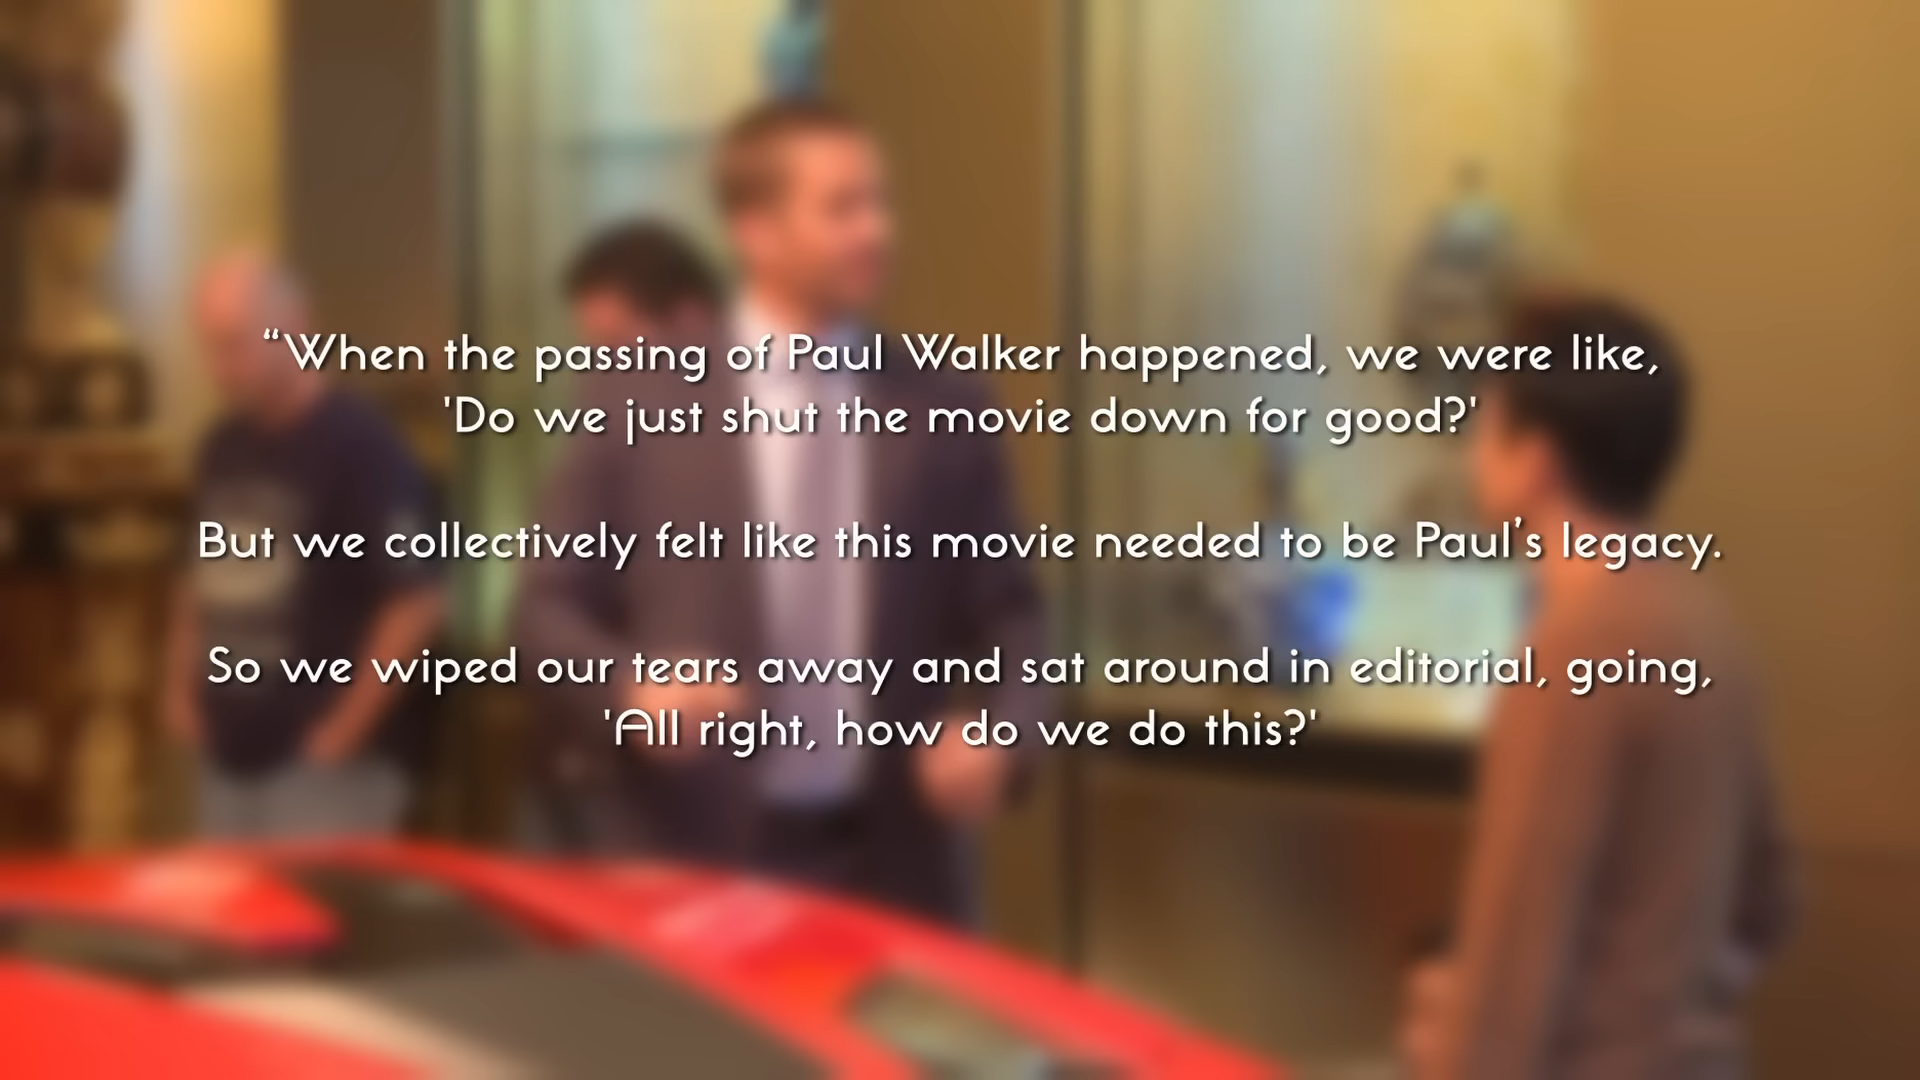 “When the passing of Paul Walker happened, we were like,
'Do we just shut the movie down for good?'
But we collectively felt like this movie needed to be Paul's legacy.
So we wiped our tears away and sat around in editorial, going,
'All right, how do we do this?'